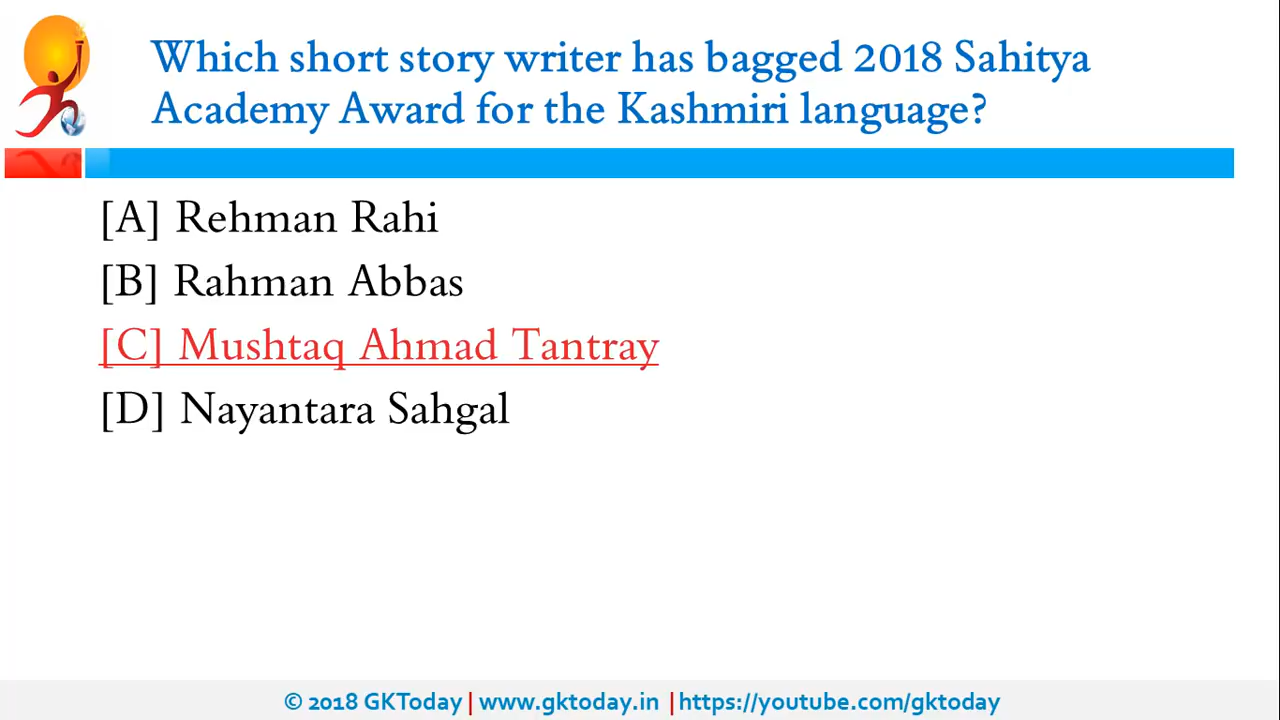 Which short story writer has bagged 2018 Sahitya
Academy Award for the Kashmiri language?
[A] Rehman Rahi
[B] Rahman Abbas
[C] Mushtaq Ahmad Tantray
[D] Nayantara Sahgal
© 2018 GKToday | www.gktoday.in | https://youtube.com/gktoday